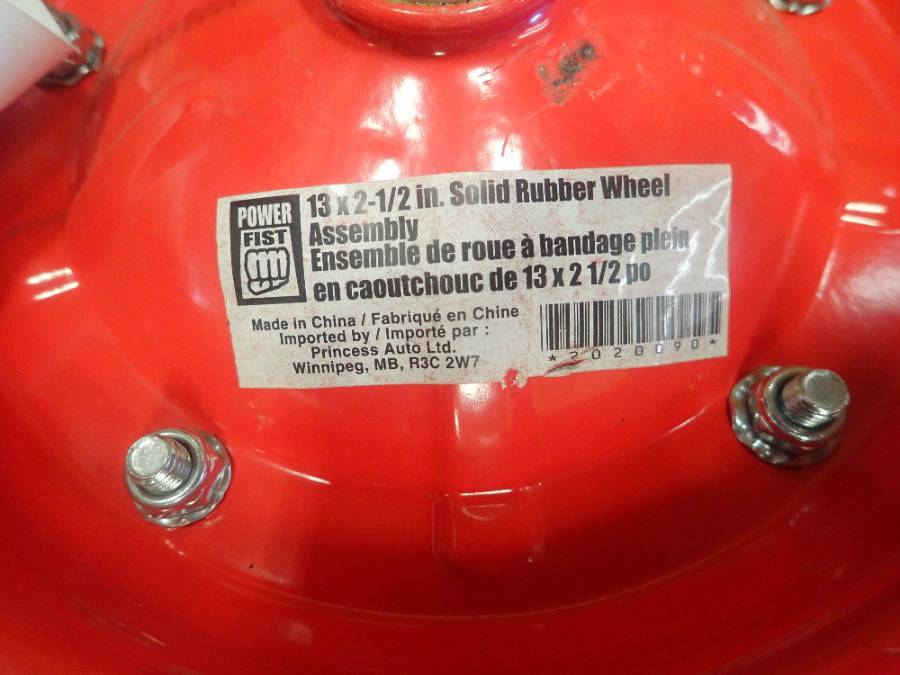 POWER
FIST
13 x 2-1/2 in. Solid Rubber Wheel
Assembly
Ensemble de roue à bandage plein
en caoutchouc de 13 x 2 1/2 po
Made in China / Fabriqué en Chine
Imported by / Importé par :
Princess Auto Ltd.
Winnipeg, MB, R3C 2W7
*2020090*